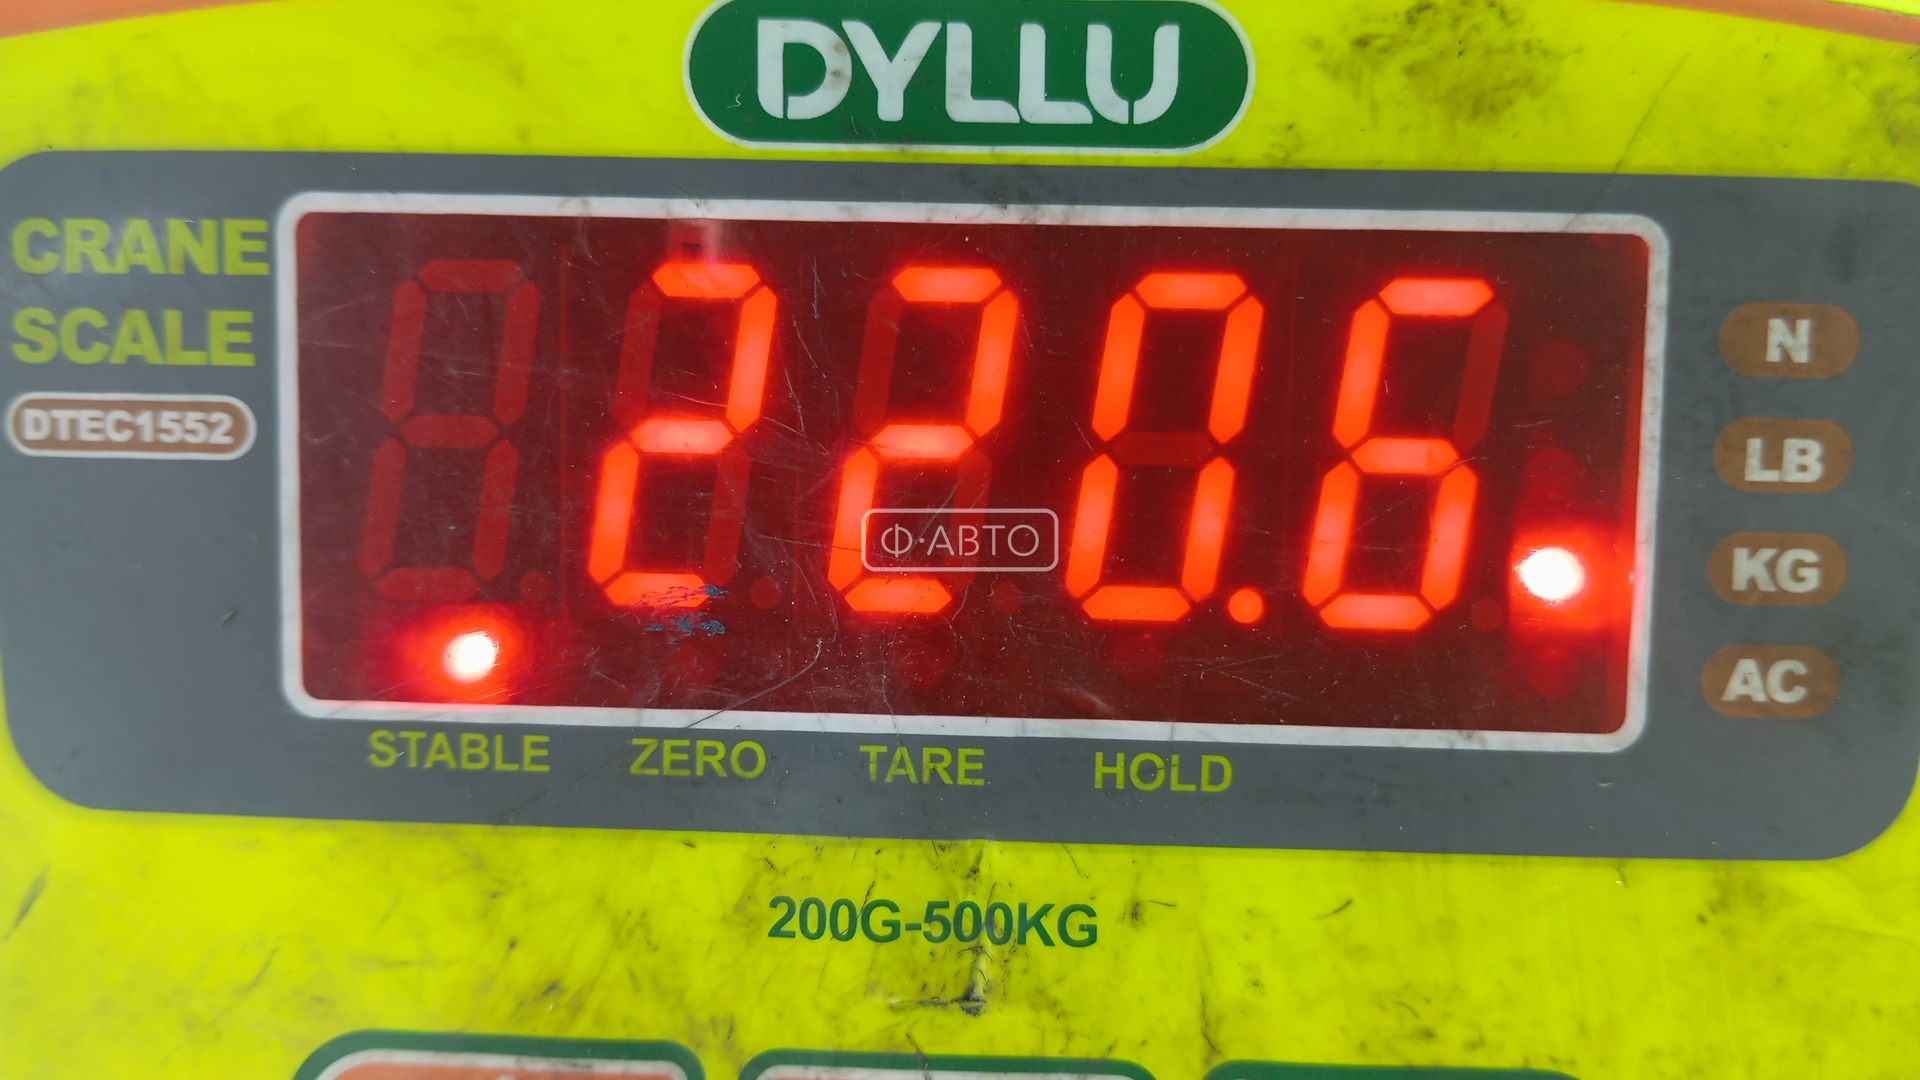 DYLLU
CRANE
SCALE
DTEC1552
220.6
N
LB
KG
AC
Ф·АВТО
STABLE ZERO TARE HOLD
200G-500KG